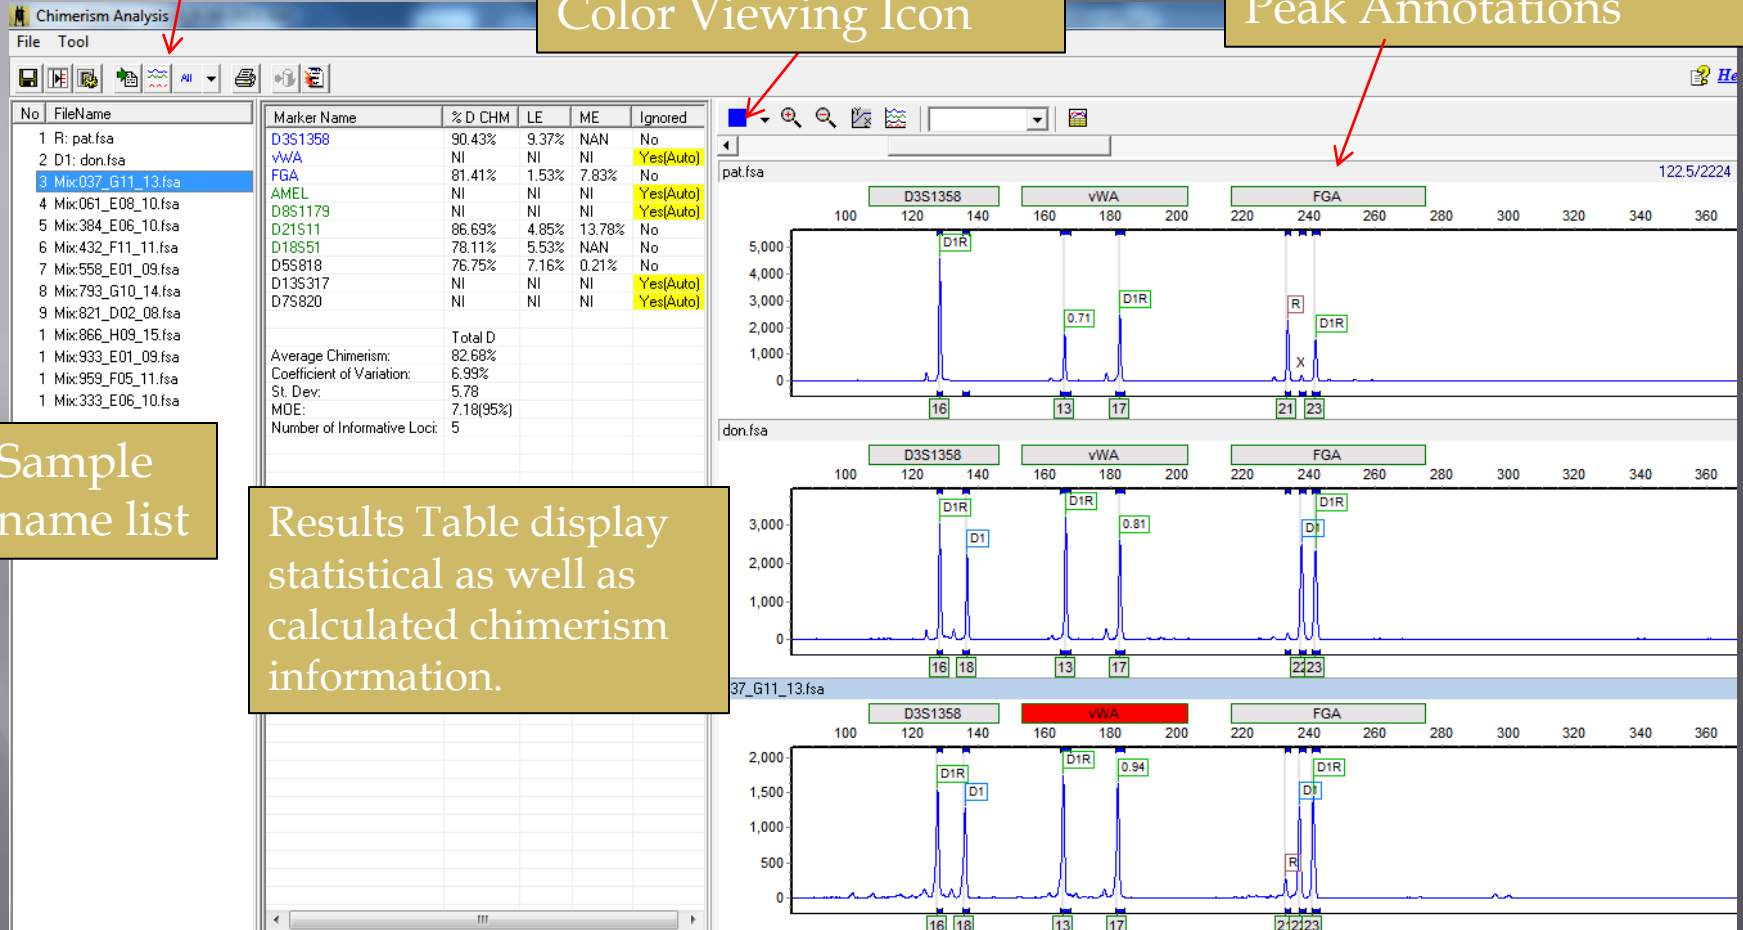 Chimerism Analysis
Color Viewing Icon
Peak Annotations
File Tool
All
He
No FileName
1 R: pat.fsa
2 D1: don.fsa
3 Mix:037_G11_13.fsa
4 Mix:061_E08_10.fsa
5 Mix:384_E06_10.fsa
6 Mix:432_F11_11.fsa
7 Mix:558_E01_09.fsa
8 Mix:793_G10_14.fsa
9 Mix:821_D02_08.fsa
1 Mix:866_H09_15.fsa
1 Mix:933_E01_09.fsa
1 Mix:959_F05_11.fsa
1 Mix:333_E06_10.fsa
Sample
name list
Marker Name % D CHM LE ME Ignored
D3S1358 90.43% 9.37% NAN No
vWA NI NI NI Yes(Auto)
FGA 81.41% 1.53% 7.83% No
AMEL NI NI NI Yes(Auto)
D8S1179 NI NI NI Yes(Auto)
D21S11 86.69% 4.85% 13.78% No
D18S51 78.11% 5.53% NAN No
D5S818 76.75% 7.16% 0.21% No
D13S317 NI NI NI Yes(Auto)
D7S820 NI NI NI Yes(Auto)
Total D
Average Chimerism: 82.68%
Coefficient of Variation: 6.99%
St. Dev: 5.78
MOE: 7.18(95%)
Number of Informative Loci: 5
Results Table display
statistical as well as
calculated chimerism
information.
pat.fsa 122.5/2224
D3S1358 vWA FGA
100 120 140 160 180 200 220 240 260 280 300 320 340 360
5,000
4,000
3,000
2,000
1,000
0
D1R 0.71 D1R R X D1R
16 13 17 21 23
don.fsa
D3S1358 vWA FGA
100 120 140 160 180 200 220 240 260 280 300 320 340 360
3,000
2,000
1,000
0
D1R D1 D1R 0.81 D1 D1R
16 18 13 17 22 23
37_G11_13.fsa
D3S1358 vWA FGA
100 120 140 160 180 200 220 240 260 280 300 320 340 360
2,000
1,500
1,000
500
0
D1R D1 D1R 0.94 R D1 D1R
16 18 13 17 21 22 23